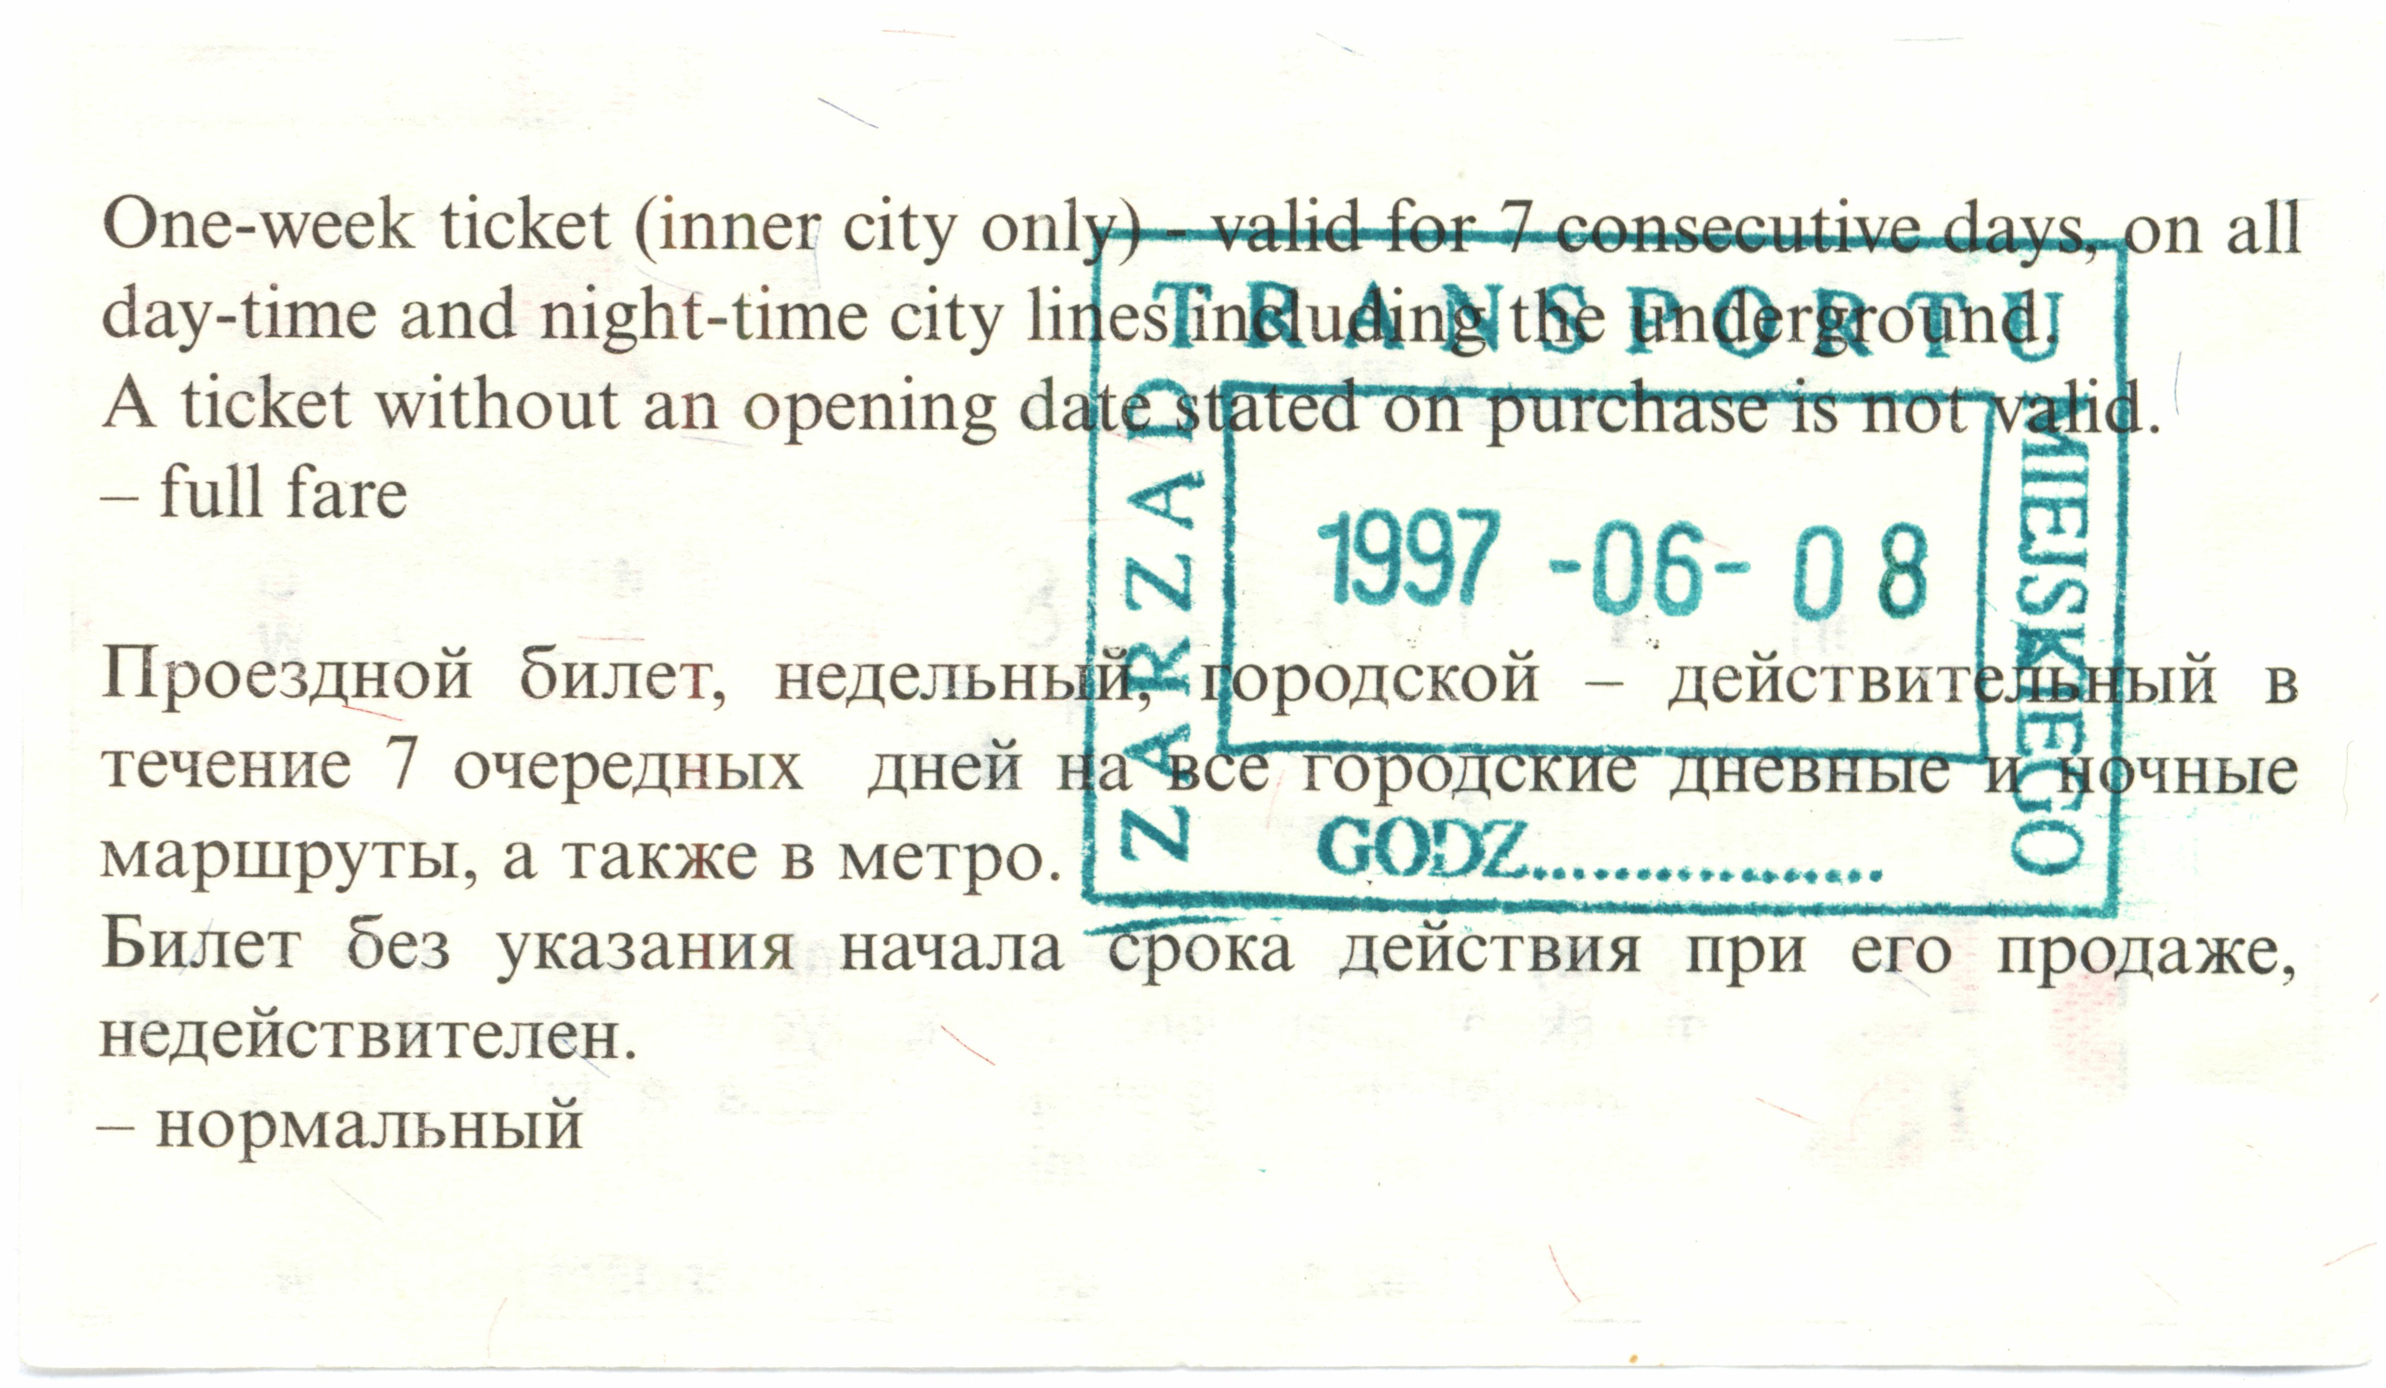 One-week ticket (inner city only) - valid for 7 consecutive days, on all
day-time and night-time city lines including the underground.
A ticket without an opening date stated on purchase is not valid.
– full fare
Проездной билет, недельный, городской – действительный в
течение 7 очередных дней на все городские дневные и ночные
маршруты, а также в метро.
Билет без указания начала срока действия при его продаже,
недействителен.
– нормальный
ZARZAD
TRANSPORTU
MIEJSKIEGO
1997 -06- 08
GODZ..................